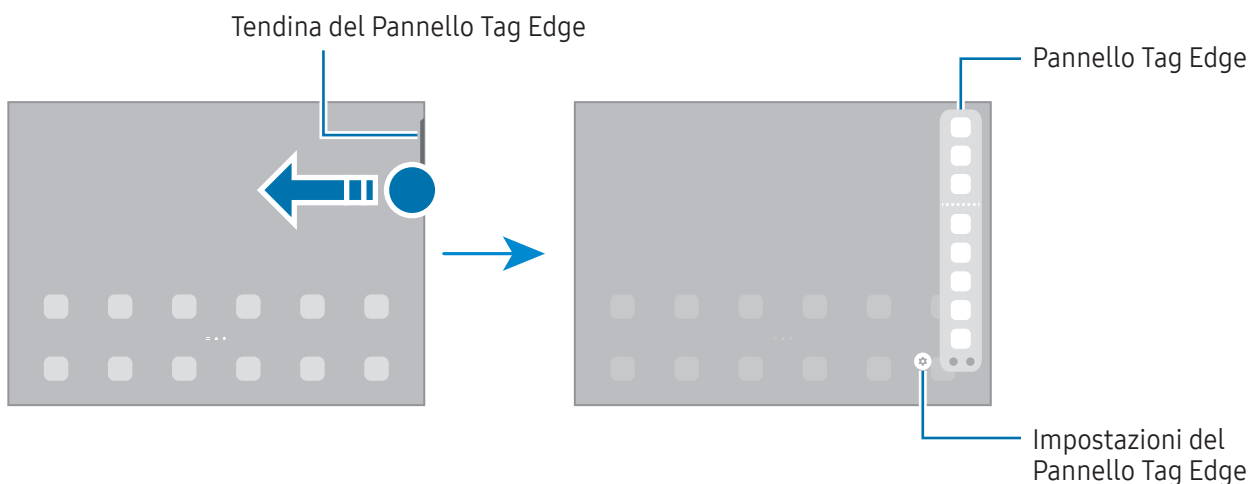 Tendina del Pannello Tag Edge
Pannello Tag Edge
Impostazioni del
Pannello Tag Edge